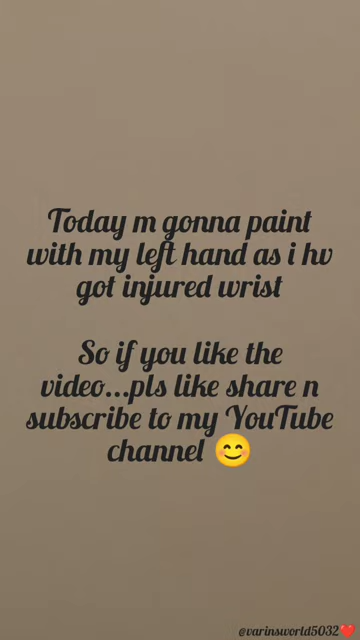 Today m gonna paint
with my left hand as i hv
got injured wrist
So if you like the
video...pls like share n
subscribe to my YouTube
channel 😊
@varinsworld5032❤️